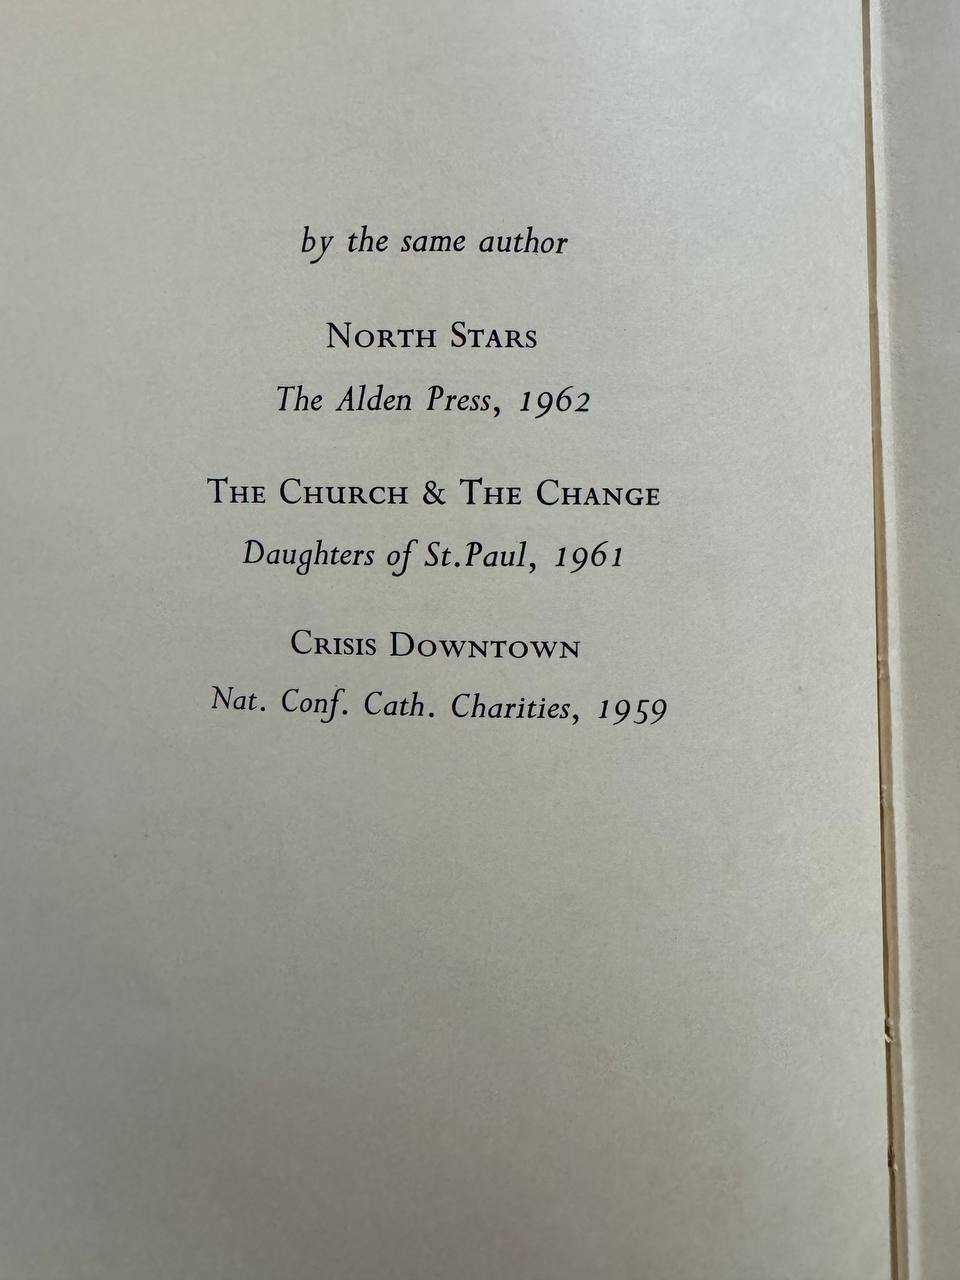 by the same author
North Stars
The Alden Press, 1962
The Church & The Change
Daughters of St.Paul, 1961
Crisis Downtown
Nat. Conf. Cath. Charities, 1959